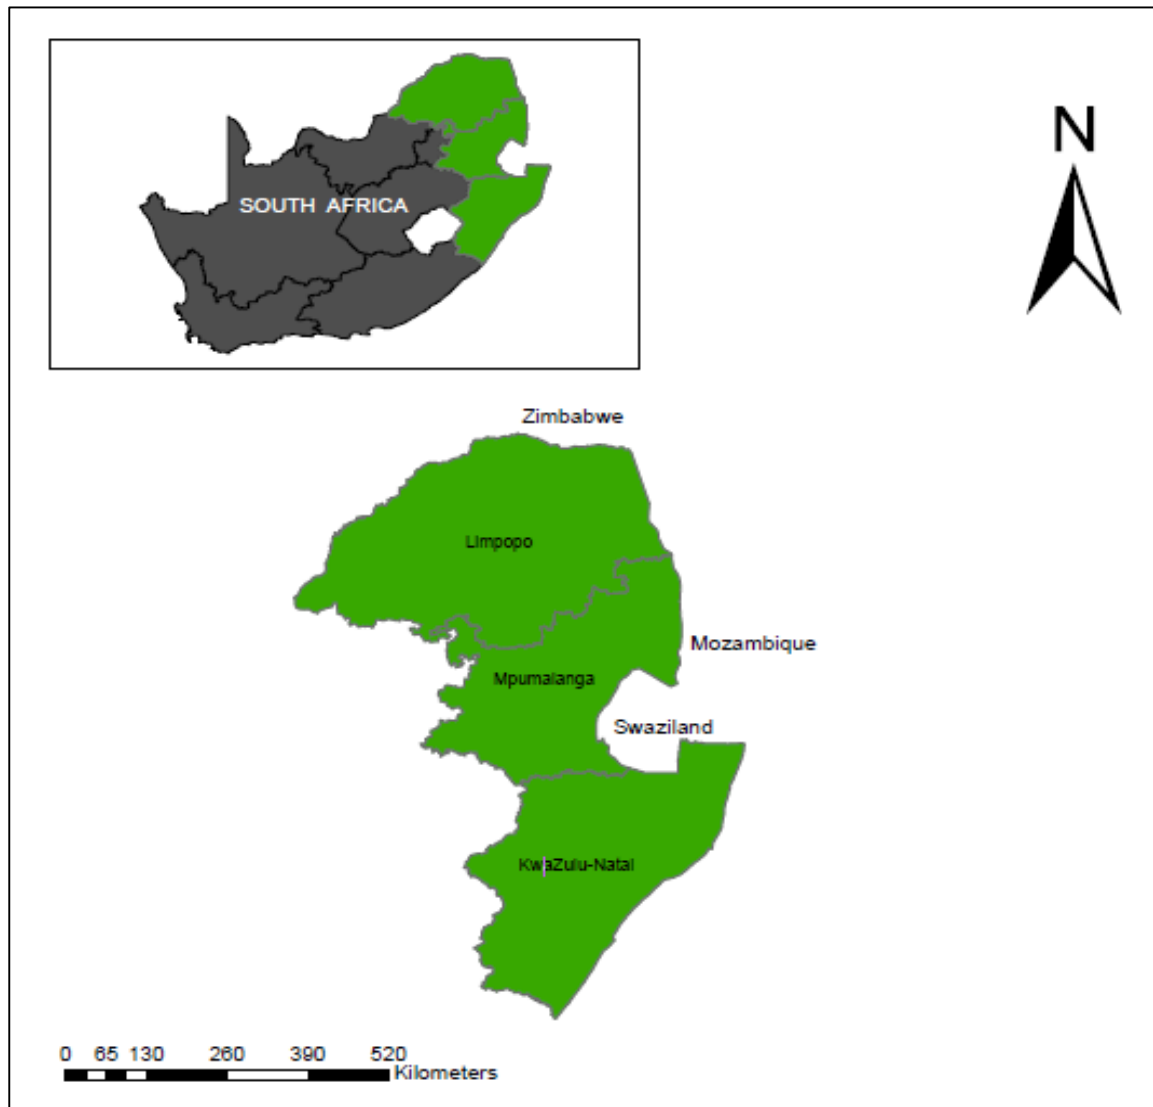 N
SOUTH AFRICA
Zimbabwe
Limpopo
Mozambique
Mpumalanga
Swaziland
KwaZulu-Natal
0 65 130 260 390 520
Kilometers